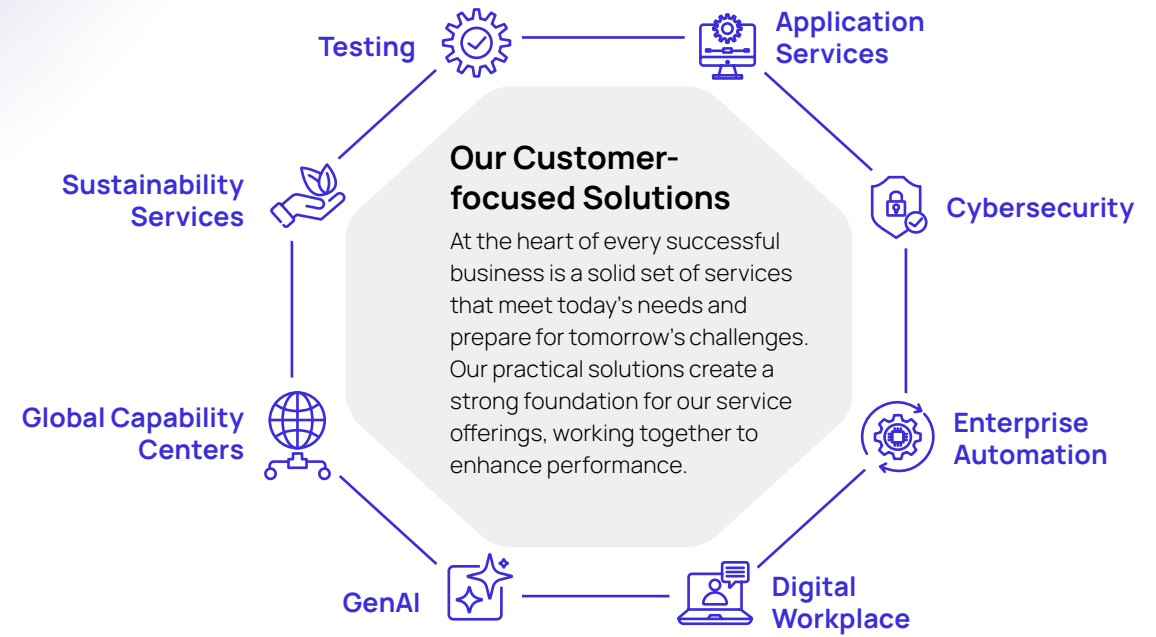 Testing
Application
Services
Sustainability
Services
Our Customer-
focused Solutions
At the heart of every successful
business is a solid set of services
that meet today's needs and
prepare for tomorrow's challenges.
Our practical solutions create a
strong foundation for our service
offerings, working together to
enhance performance.
Cybersecurity
Global Capability
Centers
Enterprise
Automation
GenAI
Digital
Workplace